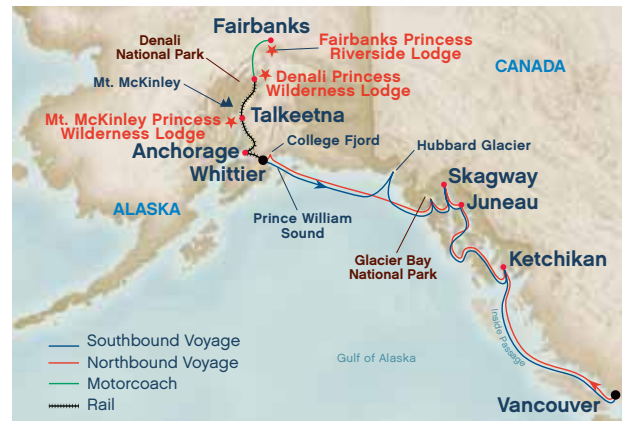 Fairbanks
Fairbanks Princess
Riverside Lodge
Denali
National Park
CANADA
Denali Princess
Wilderness Lodge
Mt. McKinley
Mt. McKinley Princess
Wilderness Lodge
Talkeetna
College Fjord
Hubbard Glacier
Anchorage
Whittier
Skagway
Juneau
ALASKA
Prince William
Sound
Glacier Bay
National Park
Ketchikan
Inside Passage
Southbound Voyage
Northbound Voyage
Motorcoach
Rail
Gulf of Alaska
Vancouver